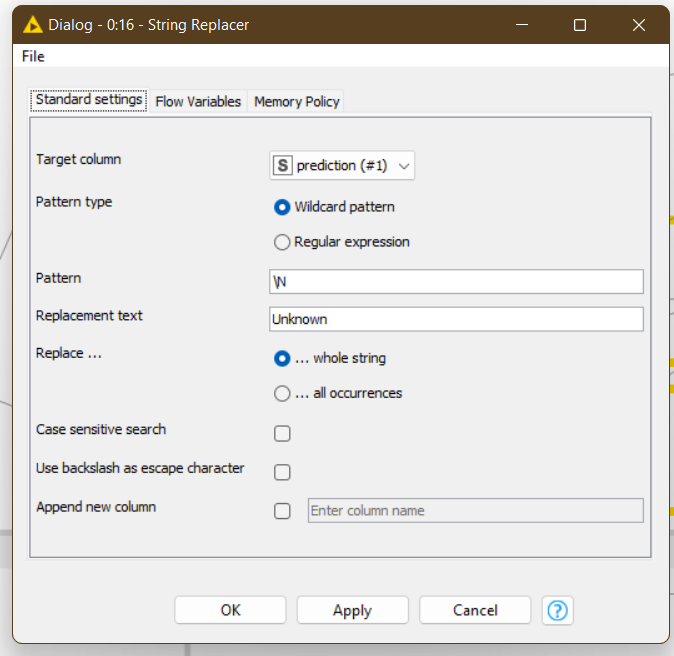 Dialog - 0:16 - String Replacer
File
Standard settings Flow Variables Memory Policy
Target column S prediction (#1)
Pattern type Wildcard pattern
Regular expression
Pattern \N
Replacement text Unknown
Replace ... ... whole string
... all occurrences
Case sensitive search
Use backslash as escape character
Append new column Enter column name
OK Apply Cancel ?